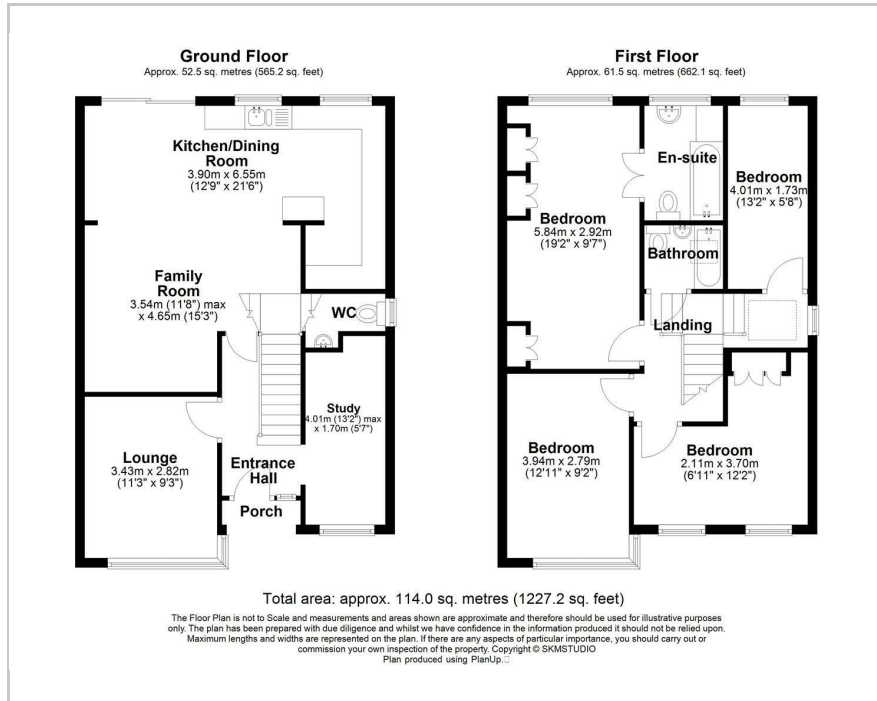 Ground Floor
Approx. 52.5 sq. metres (565.2 sq. feet)
Kitchen/Dining
Room
3.90m x 6.55m
(12'9" x 21'6")
Family
Room
3.54m (11'8") max
x 4.65m (15'3")
WC
Study
4.01m (13'2") max
x 1.70m (5'7")
Lounge
3.43m x 2.82m
(11'3" x 9'3")
Entrance
Hall
Porch
First Floor
Approx. 61.5 sq. metres (662.1 sq. feet)
En-suite
Bedroom
4.01m x 1.73m
(13'2" x 5'8")
Bedroom
5.84m x 2.92m
(19'2" x 9'7")
Bathroom
Landing
Bedroom
3.94m x 2.79m
(12'11" x 9'2")
Bedroom
2.11m x 3.70m
(6'11" x 12'2")
Total area: approx. 114.0 sq. metres (1227.2 sq. feet)
The Floor Plan is not to Scale and measurements and areas shown are approximate and therefore should be used for illustrative purposes
only. The plan has been prepared with due diligence and whilst we have confidence in the information produced it should not be relied upon.
Maximum lengths and widths are represented on the plan. If there are any aspects of particular importance, you should carry out or
commission your own inspection of the property. Copyright © SKMSTUDIO
Plan produced using PlanUp.